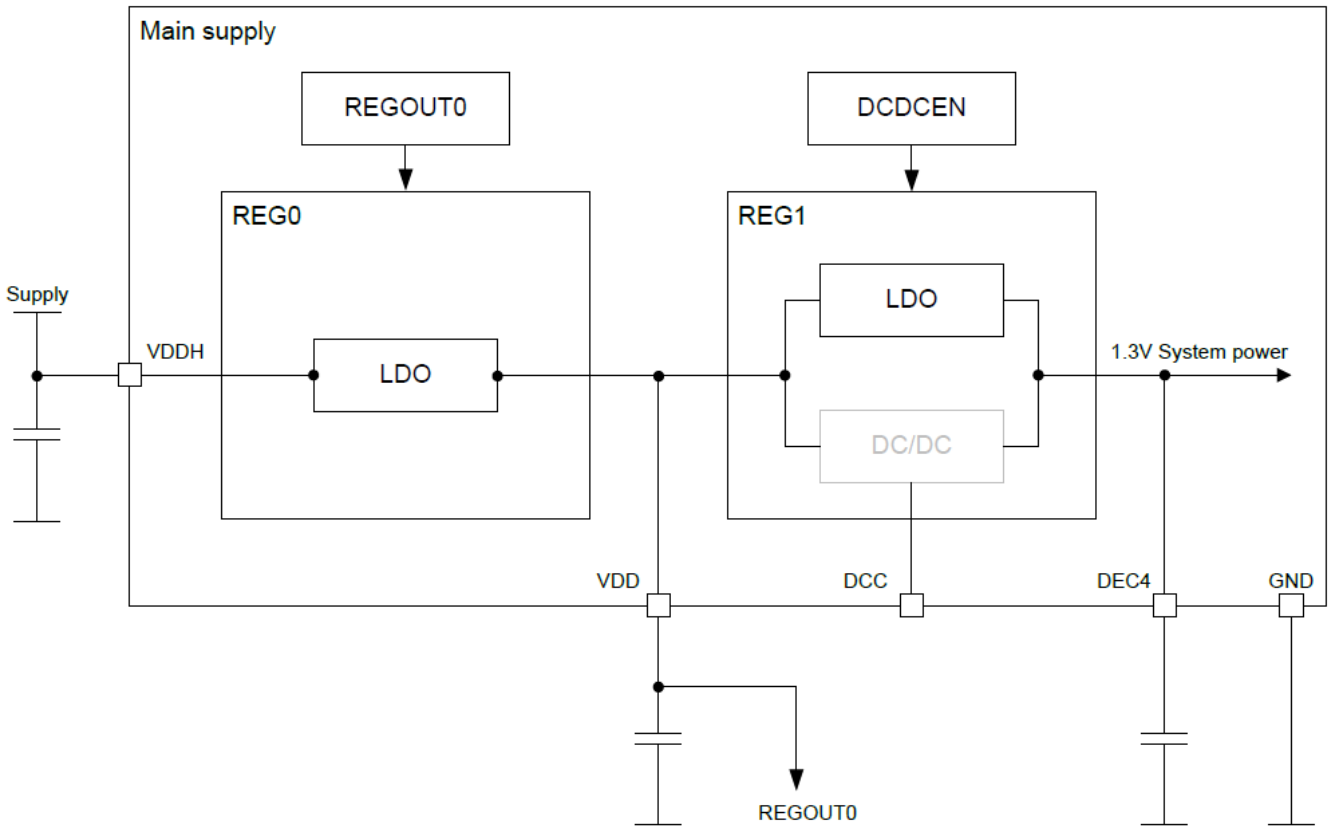 Main supply
REGOUT0
DCDCEN
REG0
REG1
Supply
LDO
VDDH
1.3V System power
LDO
DC/DC
VDD
DCC
DEC4
GND
REGOUT0